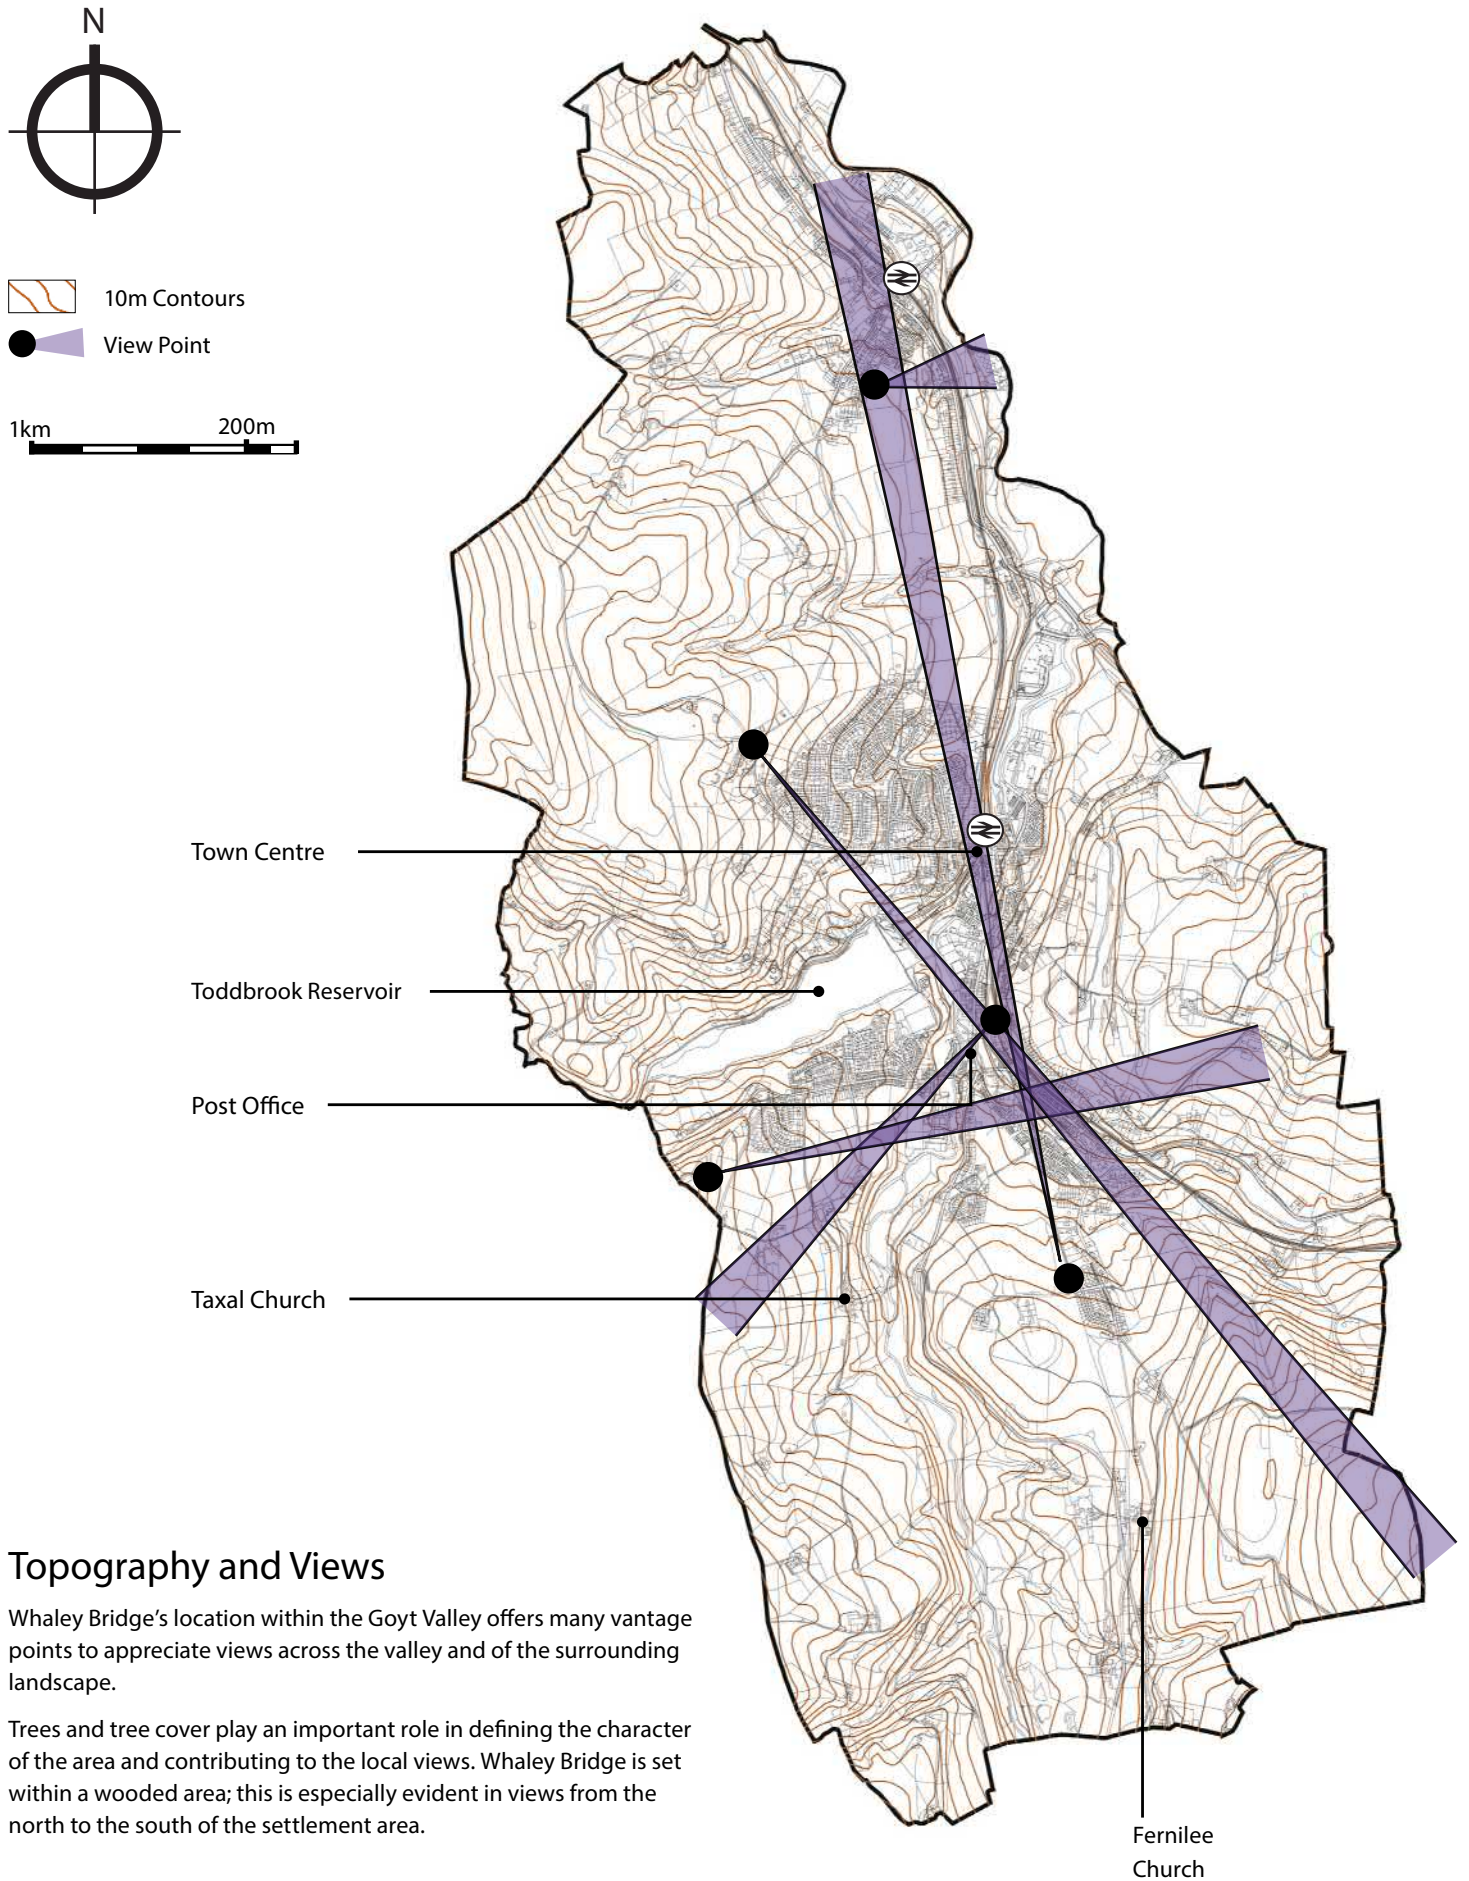 N
10m Contours
View Point
1km
200m
Town Centre
Toddbrook Reservoir
Post Office
Taxal Church
Topography and Views
Whaley Bridge’s location within the Goyt Valley offers many vantage
points to appreciate views across the valley and of the surrounding
landscape.
Trees and tree cover play an important role in defining the character
of the area and contributing to the local views. Whaley Bridge is set
within a wooded area; this is especially evident in views from the
north to the south of the settlement area.
Fernilee
Church